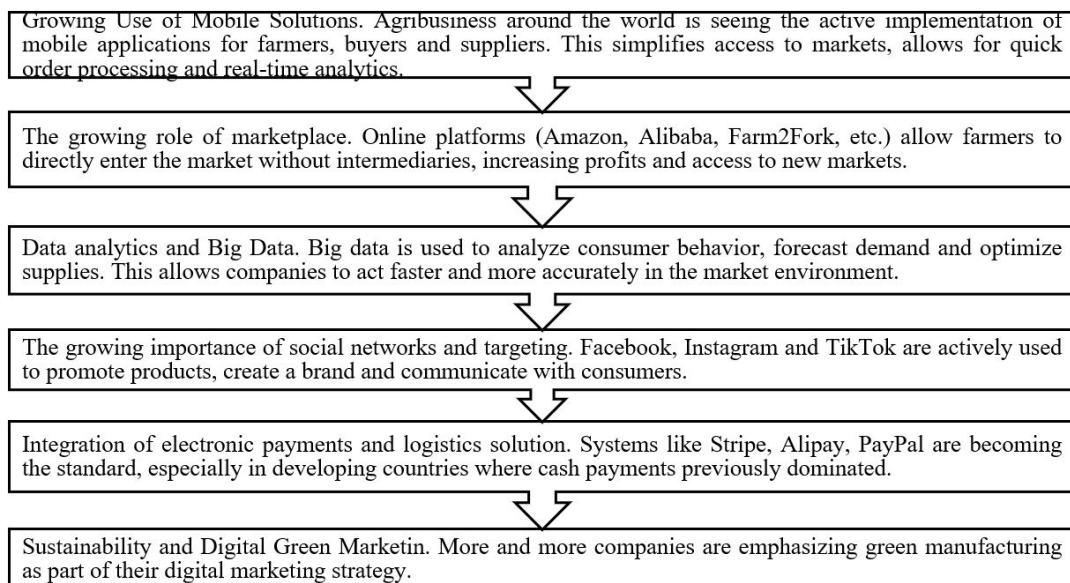 Growing Use of Mobile Solutions. Agribusiness around the world is seeing the active implementation of
mobile applications for farmers, buyers and suppliers. This simplifies access to markets, allows for quick
order processing and real-time analytics.
The growing role of marketplace. Online platforms (Amazon, Alibaba, Farm2Fork, etc.) allow farmers to
directly enter the market without intermediaries, increasing profits and access to new markets.
Data analytics and Big Data. Big data is used to analyze consumer behavior, forecast demand and optimize
supplies. This allows companies to act faster and more accurately in the market environment.
The growing importance of social networks and targeting. Facebook, Instagram and TikTok are actively used
to promote products, create a brand and communicate with consumers.
Integration of electronic payments and logistics solution. Systems like Stripe, Alipay, PayPal are becoming
the standard, especially in developing countries where cash payments previously dominated.
Sustainability and Digital Green Marketin. More and more companies are emphasizing green manufacturing
as part of their digital marketing strategy.